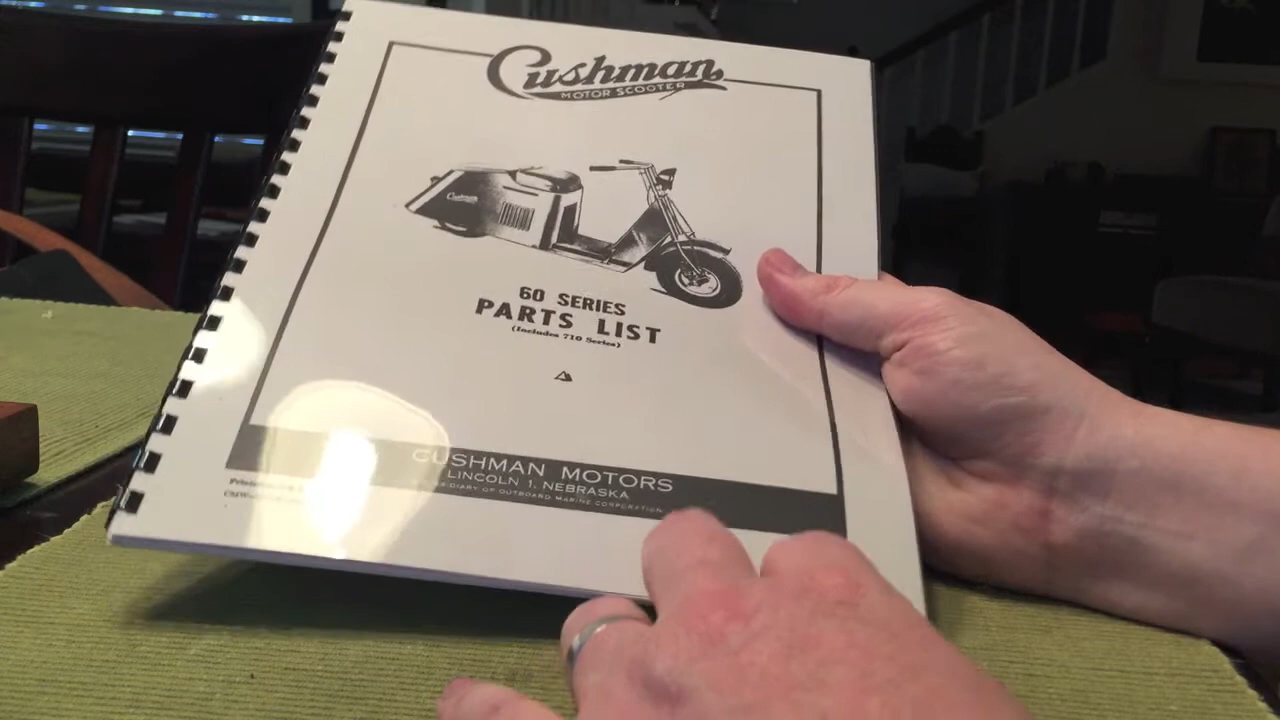 Cushman
MOTOR SCOOTER
Cushman
60 SERIES
PARTS LIST
(Includes 710 Series)
CUSHMAN MOTORS
LINCOLN 1, NEBRASKA
OF OUTBOARD MARINE CORPORATION